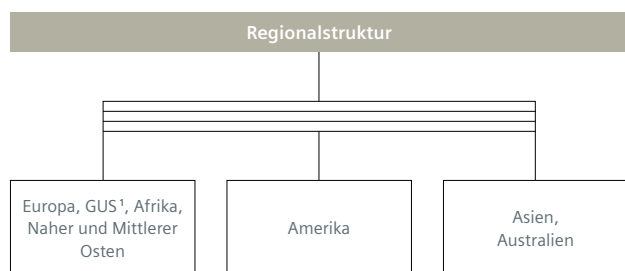 Regionalstruktur
Europa, GUS¹, Afrika,
Naher und Mittlerer
Osten
Amerika
Asien,
Australien